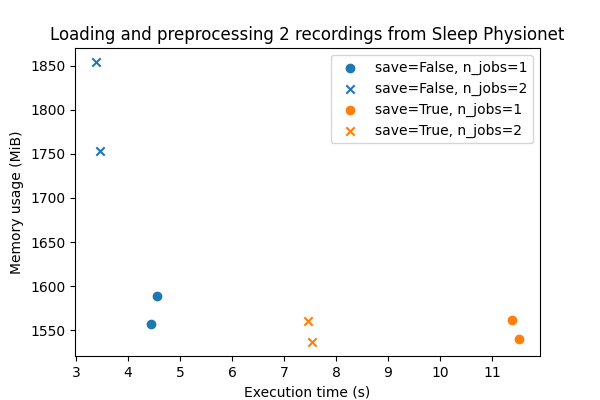 Loading and preprocessing 2 recordings from Sleep Physionet
save=False, n_jobs=1
save=False, n_jobs=2
save=True, n_jobs=1
save=True, n_jobs=2
Memory usage (MiB)
1850
1800
1750
1700
1650
1600
1550
3 4 5 6 7 8 9 10 11
Execution time (s)